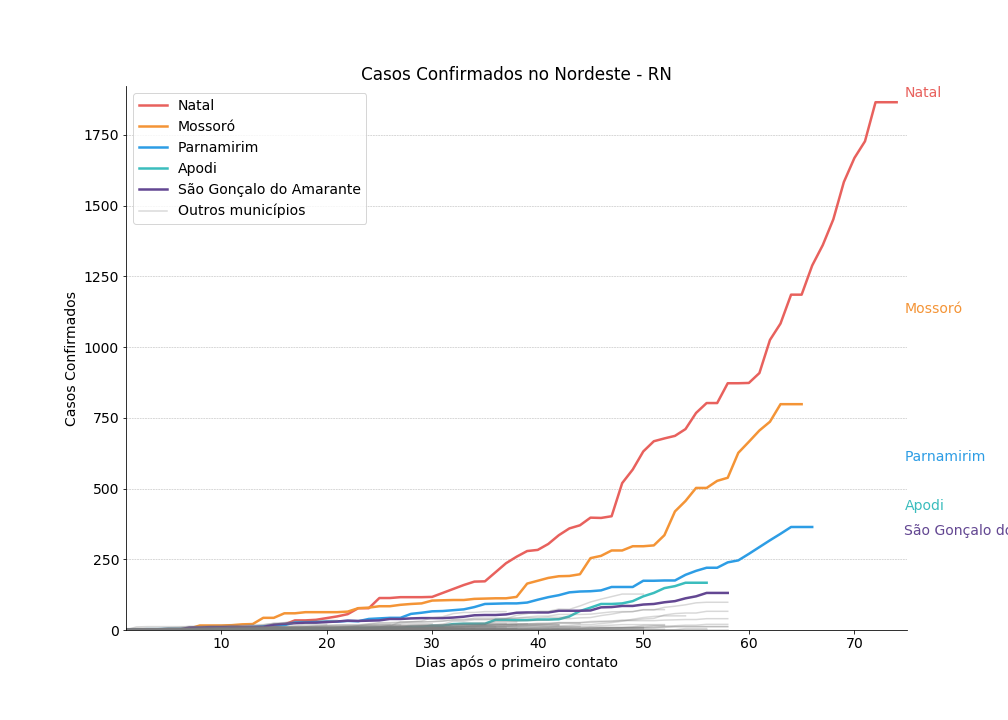 Casos Confirmados no Nordeste - RN
Natal
Mossoró
Parnamirim
Apodi
São Gonçalo do Amarante
Outros municípios
Casos Confirmados
1750
1500
1250
1000
750
500
250
0
10
20
30
40
50
60
70
Dias após o primeiro contato
Natal
Mossoró
Parnamirim
Apodi
São Gonçalo do